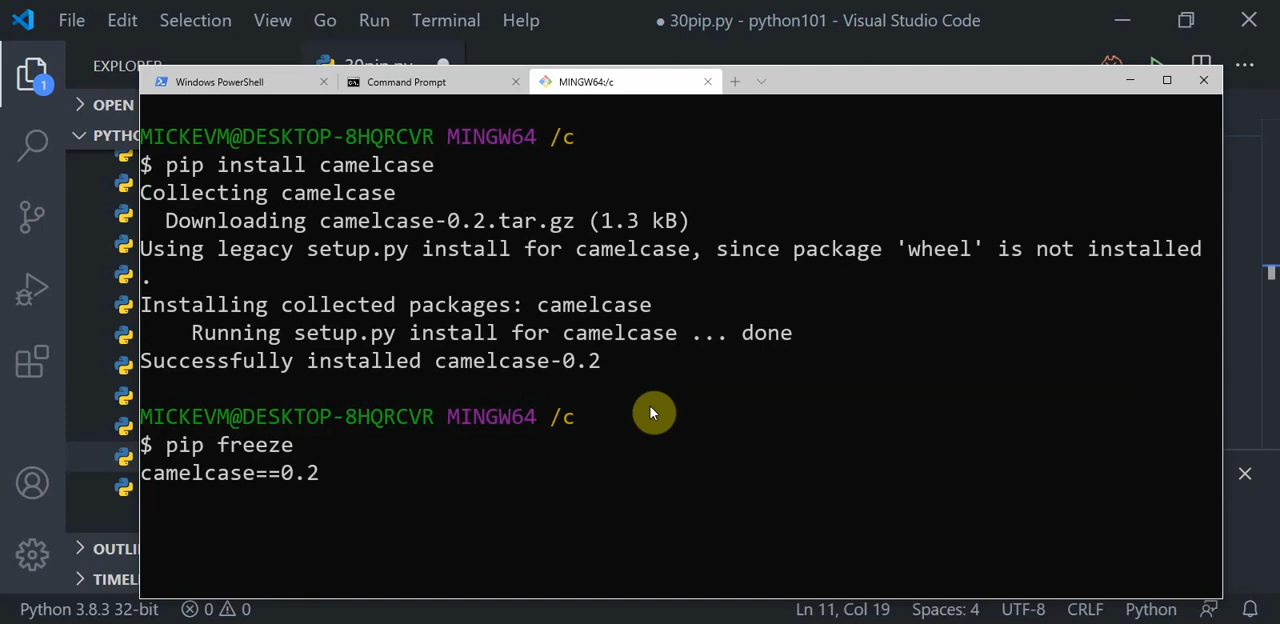 File Edit Selection View Go Run Terminal Help ● 30pip.py - python101 - Visual Studio Code
EXPLORER 30pip.py
Windows PowerShell Command Prompt MINGW64:/c
OPEN
MICKEVM@DESKTOP-8HQRCVR MINGW64 /c
$ pip install camelcase
Collecting camelcase
Downloading camelcase-0.2.tar.gz (1.3 kB)
Using legacy setup.py install for camelcase, since package 'wheel' is not installed
.
Installing collected packages: camelcase
Running setup.py install for camelcase ... done
Successfully installed camelcase-0.2
MICKEVM@DESKTOP-8HQRCVR MINGW64 /c
$ pip freeze
camelcase==0.2
1
PYTHO
OUTLI
TIMEL
Python 3.8.3 32-bit 0 0 Ln 11, Col 19 Spaces: 4 UTF-8 CRLF Python